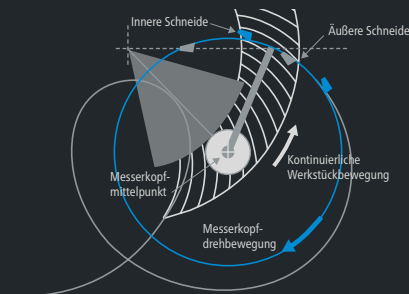 Innere Schneide
Äußere Schneide
Kontinuierliche
Werkstückbewegung
Messerkopf-
mittelpunkt
Messerkopf-
drehbewegung